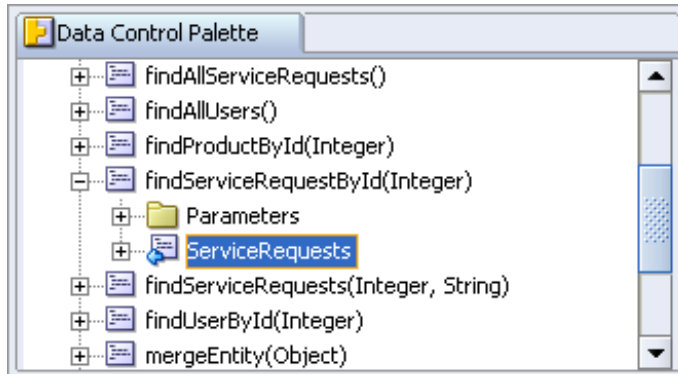 Data Control Palette
findAllServiceRequests()
findAllUsers()
findProductById(Integer)
findServiceRequestById(Integer)
Parameters
ServiceRequests
findServiceRequests(Integer, String)
findUserById(Integer)
mergeEntity(Object)